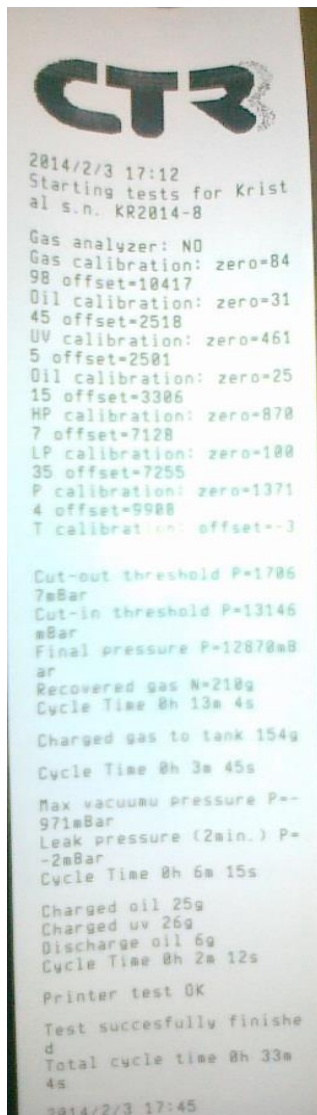 CTR
2014/2/3 17:12
Starting tests for Krist
al s.n. KR2014-8
Gas analyzer: NO
Gas calibration: zero=84
98 offset=10417
Oil calibration: zero=31
45 offset=2518
UV calibration: zero=461
5 offset=2501
Oil calibration: zero=25
15 offset=3306
HP calibration: zero=870
7 offset=7128
LP calibration: zero=100
35 offset=7255
P calibration: zero=1371
4 offset=9908
T calibration: offset=-3
Cut-out threshold P=1706
7mBar
Cut-in threshold P=13146
mBar
Final pressure P=12870mB
ar
Recovered gas N=210g
Cycle Time 0h 13m 4s
Charged gas to tank 154g
Cycle Time 0h 3m 45s
Max vacuumu pressure P=-
971mBar
Leak pressure (2min.) P=
-2mBar
Cycle Time 0h 6m 15s
Charged oil 25g
Charged uv 26g
Discharge oil 6g
Cycle Time 0h 2m 12s
Printer test OK
Test succesfully finishe
d
Total cycle time 0h 33m
4s
2014/2/3 17:45